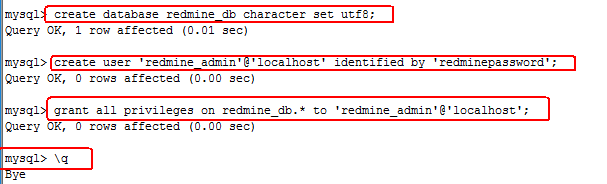 mysql> create database redmine_db character set utf8;
Query OK, 1 row affected (0.01 sec)
mysql> create user 'redmine_admin'@'localhost' identified by 'redminepassword';
Query OK, 0 rows affected (0.00 sec)
mysql> grant all privileges on redmine_db.* to 'redmine_admin'@'localhost';
Query OK, 0 rows affected (0.00 sec)
mysql> \q
Bye